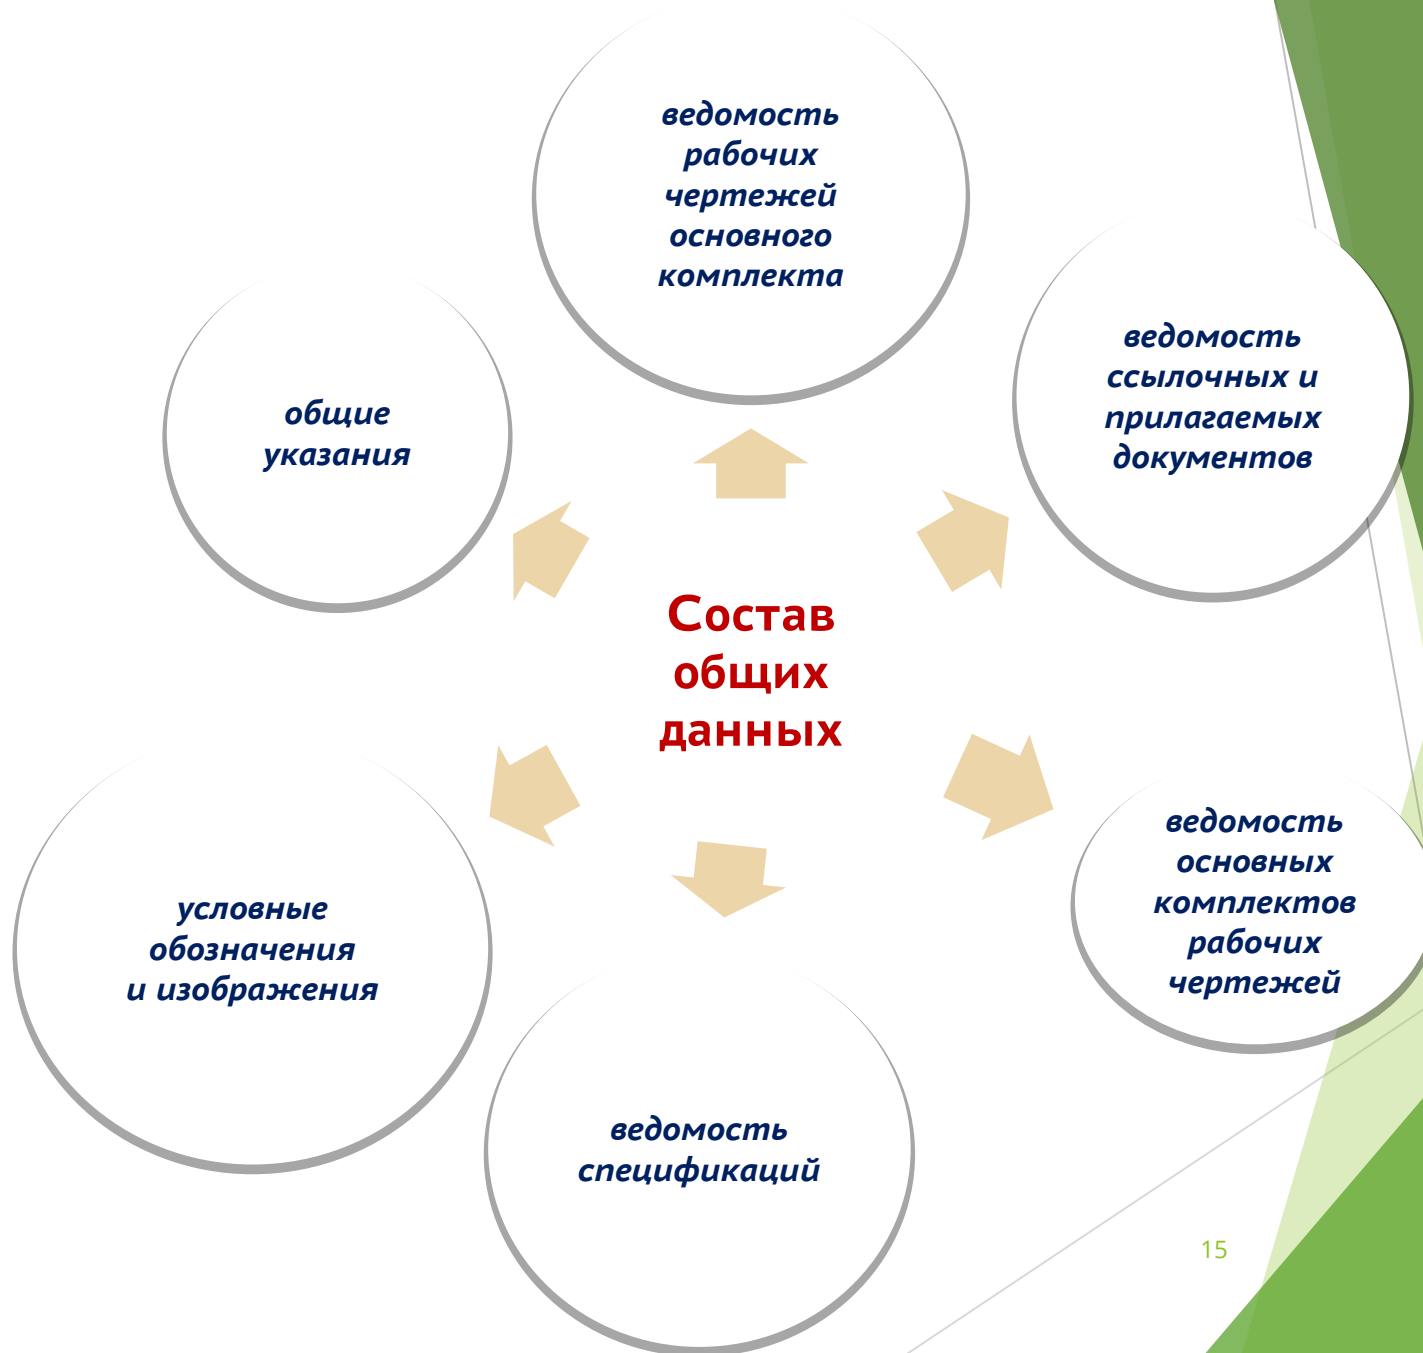 ведомость
рабочих
чертежей
основного
комплекта
ведомость
ссылочных и
прилагаемых
документов
общие
указания
Состав
общих
данных
ведомость
основных
комплектов
рабочих
чертежей
условные
обозначения
и изображения
ведомость
спецификаций
15